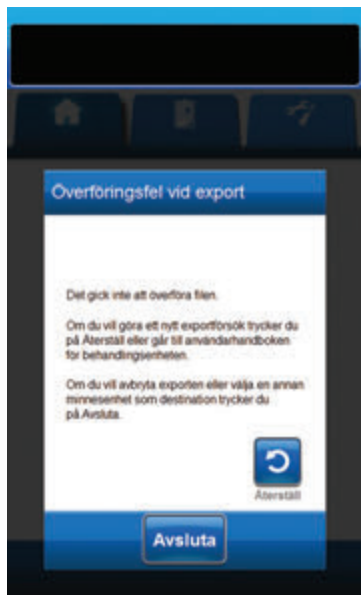 Överföringsfel vid export
Det gick inte att överföra filen.
Om du vill göra ett nytt exportförsök trycker du
på Återställ eller går till användarhandboken
för behandlingsenheten.
Om du vill avbryta exporten eller välja en annan
minnesenhet som destination trycker du
på Avsluta.
Återställ
Avsluta